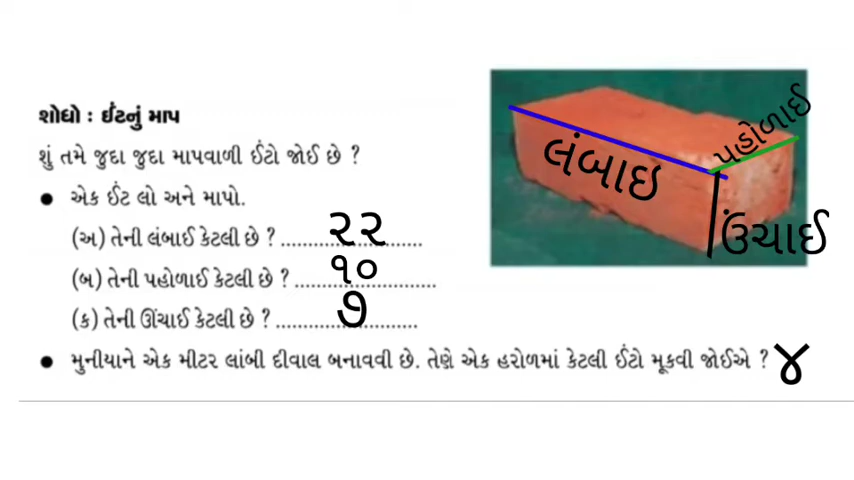 શોધો : ઈંટનું માપ
શું તમે જુદા જુદા માપવાળી ઈંટો જોઈ છે ?
● એક ઈંટ લો અને માપો.
(અ) તેની લંબાઈ કેટલી છે ? ......૨૨......
(બ) તેની પહોળાઈ કેટલી છે ? ......૧૦......
(ક) તેની ઊંચાઈ કેટલી છે ? ......૭......
● મુનીયાને એક મીટર લાંબી દીવાલ બનાવવી છે. તેણે એક હરોળમાં કેટલી ઈંટો મૂકવી જોઈએ ? ૪
લંબાઇ
પહોળાઈ
ઉંચાઈ